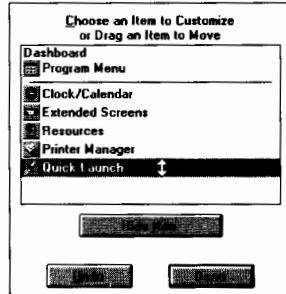 Choose an Item to Customize
or Drag an Item to Move
Dashboard
Program Menu
Clock/Calendar
Extended Screens
Resources
Printer Manager
Quick Launch